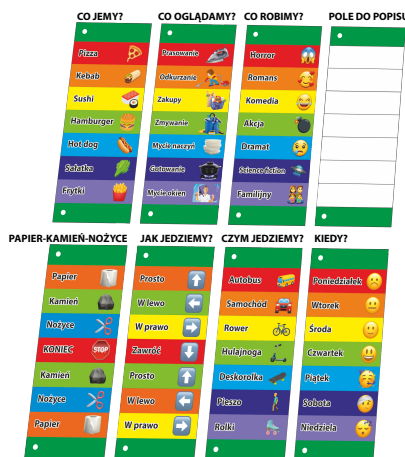 CO JEMY?
Pizza
Kebab
Sushi
Hamburger
Hot dog
Sałatka
Frytki
CO OGLĄDAMY?
Prasowanie
Odkurzanie
Zakupy
Zmywanie
Mycie naczyń
Gotowanie
Mycie okien
CO ROBIMY?
Horror
Romans
Komedia
Akcja
Dramat
Science fiction
Familijny
POLE DO POPISU
PAPIER-KAMIEŃ-NOŻYCE
Papier
Kamień
Nożyce
KONIEC STOP
Kamień
Nożyce
Papier
JAK JEDZIEMY?
Prosto
W lewo
W prawo
Zawróć
Prosto
W lewo
W prawo
CZYM JEDZIEMY?
Autobus
Samochód
Rower
Hulajnoga
Deskorolka
Pieszo
Rolki
KIEDY?
Poniedziałek
Wtorek
Środa
Czwartek
Piątek
Sobota
Niedziela